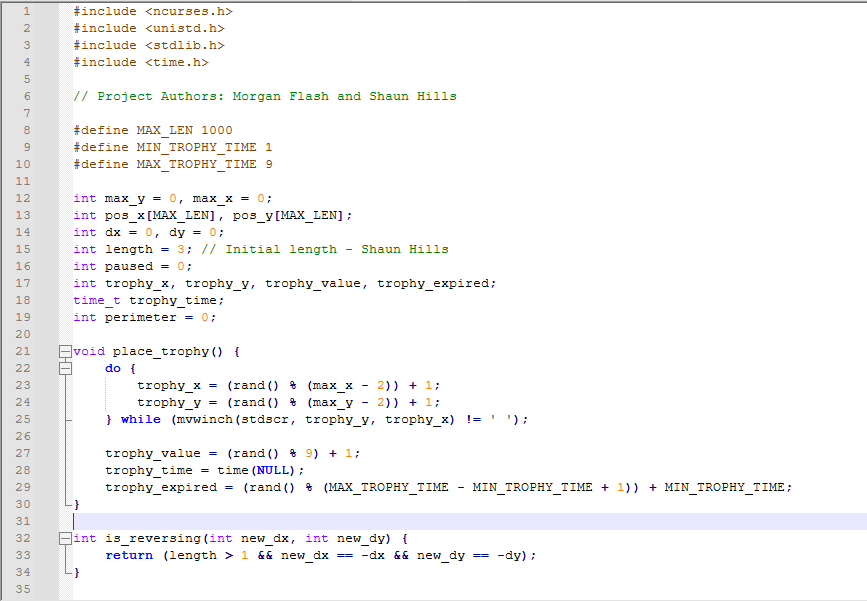 1 #include <ncurses.h>
2 #include <unistd.h>
3 #include <stdlib.h>
4 #include <time.h>
5
6 // Project Authors: Morgan Flash and Shaun Hills
7
8 #define MAX_LEN 1000
9 #define MIN_TROPHY_TIME 1
10 #define MAX_TROPHY_TIME 9
11
12 int max_y = 0, max_x = 0;
13 int pos_x[MAX_LEN], pos_y[MAX_LEN];
14 int dx = 0, dy = 0;
15 int length = 3; // Initial length - Shaun Hills
16 int paused = 0;
17 int trophy_x, trophy_y, trophy_value, trophy_expired;
18 time_t trophy_time;
19 int perimeter = 0;
20
21 void place_trophy() {
22     do {
23         trophy_x = (rand() % (max_x - 2)) + 1;
24         trophy_y = (rand() % (max_y - 2)) + 1;
25     } while (mvwinch(stdscr, trophy_y, trophy_x) != ' ');
26
27     trophy_value = (rand() % 9) + 1;
28     trophy_time = time(NULL);
29     trophy_expired = (rand() % (MAX_TROPHY_TIME - MIN_TROPHY_TIME + 1)) + MIN_TROPHY_TIME;
30 }
31
32 int is_reversing(int new_dx, int new_dy) {
33     return (length > 1 && new_dx == -dx && new_dy == -dy);
34 }
35